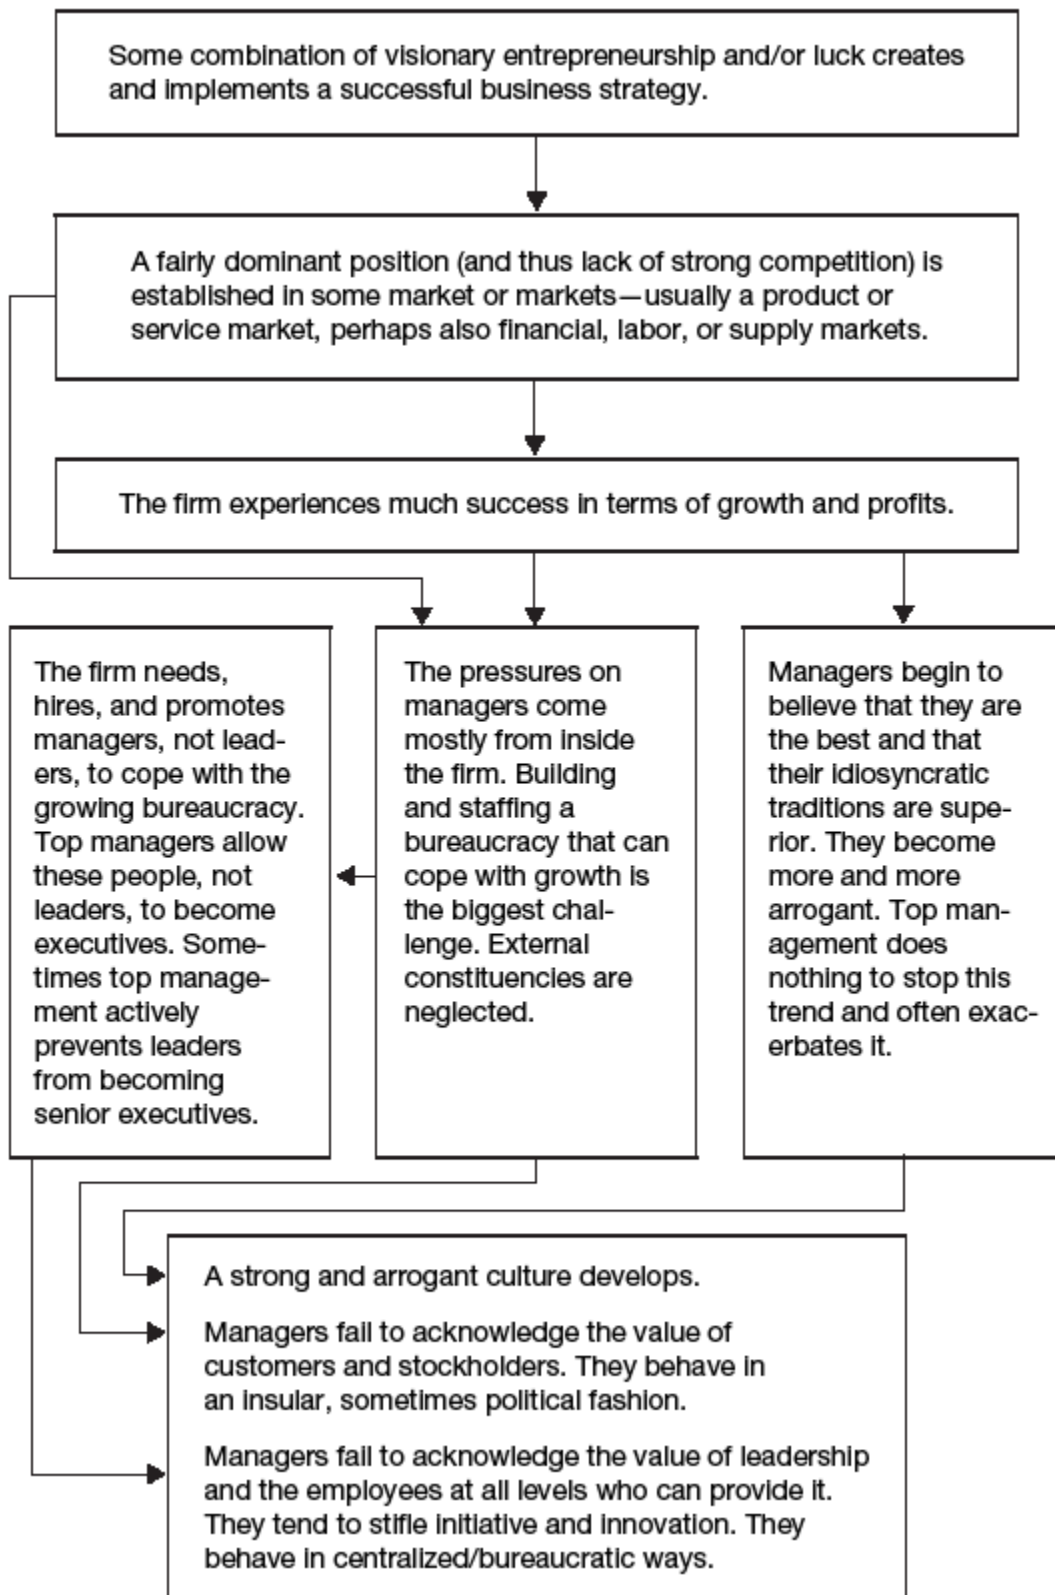 Some combination of visionary entrepreneurship and/or luck creates
and implements a successful business strategy.
A fairly dominant position (and thus lack of strong competition) is
established in some market or markets—usually a product or
service market, perhaps also financial, labor, or supply markets.
The firm experiences much success in terms of growth and profits.
The firm needs,
hires, and promotes
managers, not lead-
ers, to cope with the
growing bureaucracy.
Top managers allow
these people, not
leaders, to become
executives. Some-
times top manage-
ment actively
prevents leaders
from becoming
senior executives.
The pressures on
managers come
mostly from inside
the firm. Building
and staffing a
bureaucracy that can
cope with growth is
the biggest chal-
lenge. External
constituencies are
neglected.
Managers begin to
believe that they are
the best and that
their idiosyncratic
traditions are supe-
rior. They become
more and more
arrogant. Top man-
agement does
nothing to stop this
trend and often exac-
erbates it.
A strong and arrogant culture develops.
Managers fail to acknowledge the value of
customers and stockholders. They behave in
an insular, sometimes political fashion.
Managers fail to acknowledge the value of leadership
and the employees at all levels who can provide it.
They tend to stifle initiative and innovation. They
behave in centralized/bureaucratic ways.